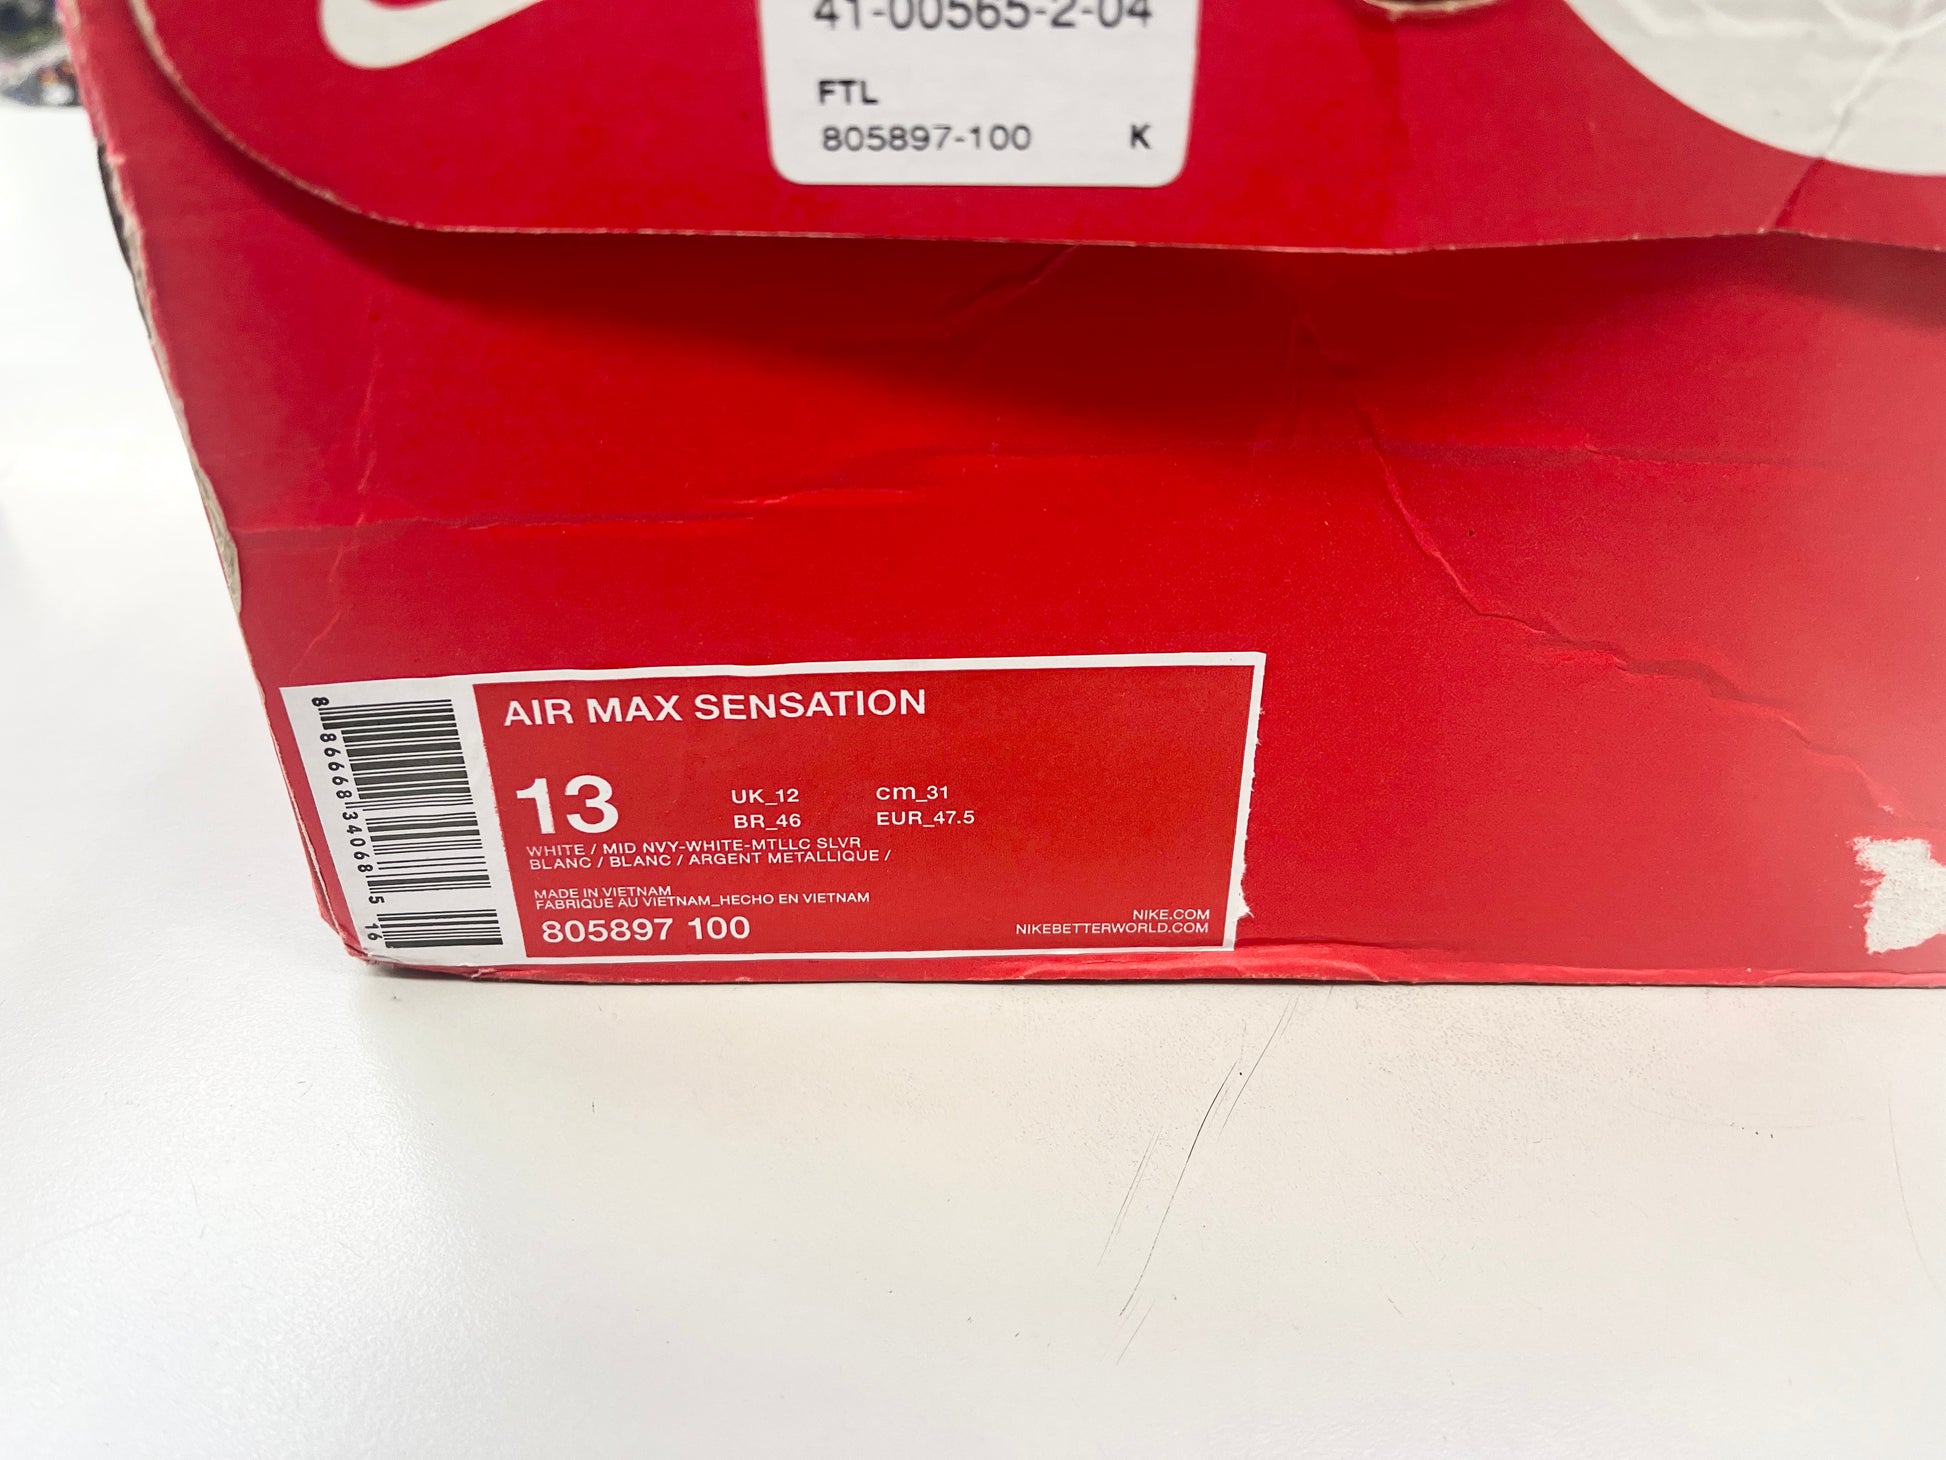 41-00565-2-04
FTL
805897-100 K
AIR MAX SENSATION
13
UK_12 cm_31
BR_46 EUR_47.5
WHITE / MID NVY-WHITE-MTLLC SLVR
BLANC / BLANC / ARGENT METALLIQUE /
MADE IN VIETNAM
FABRIQUE AU VIETNAM_HECHO EN VIETNAM
805897 100
NIKE.COM
NIKEBETTERWORLD.COM
8 86668 34068 5 16